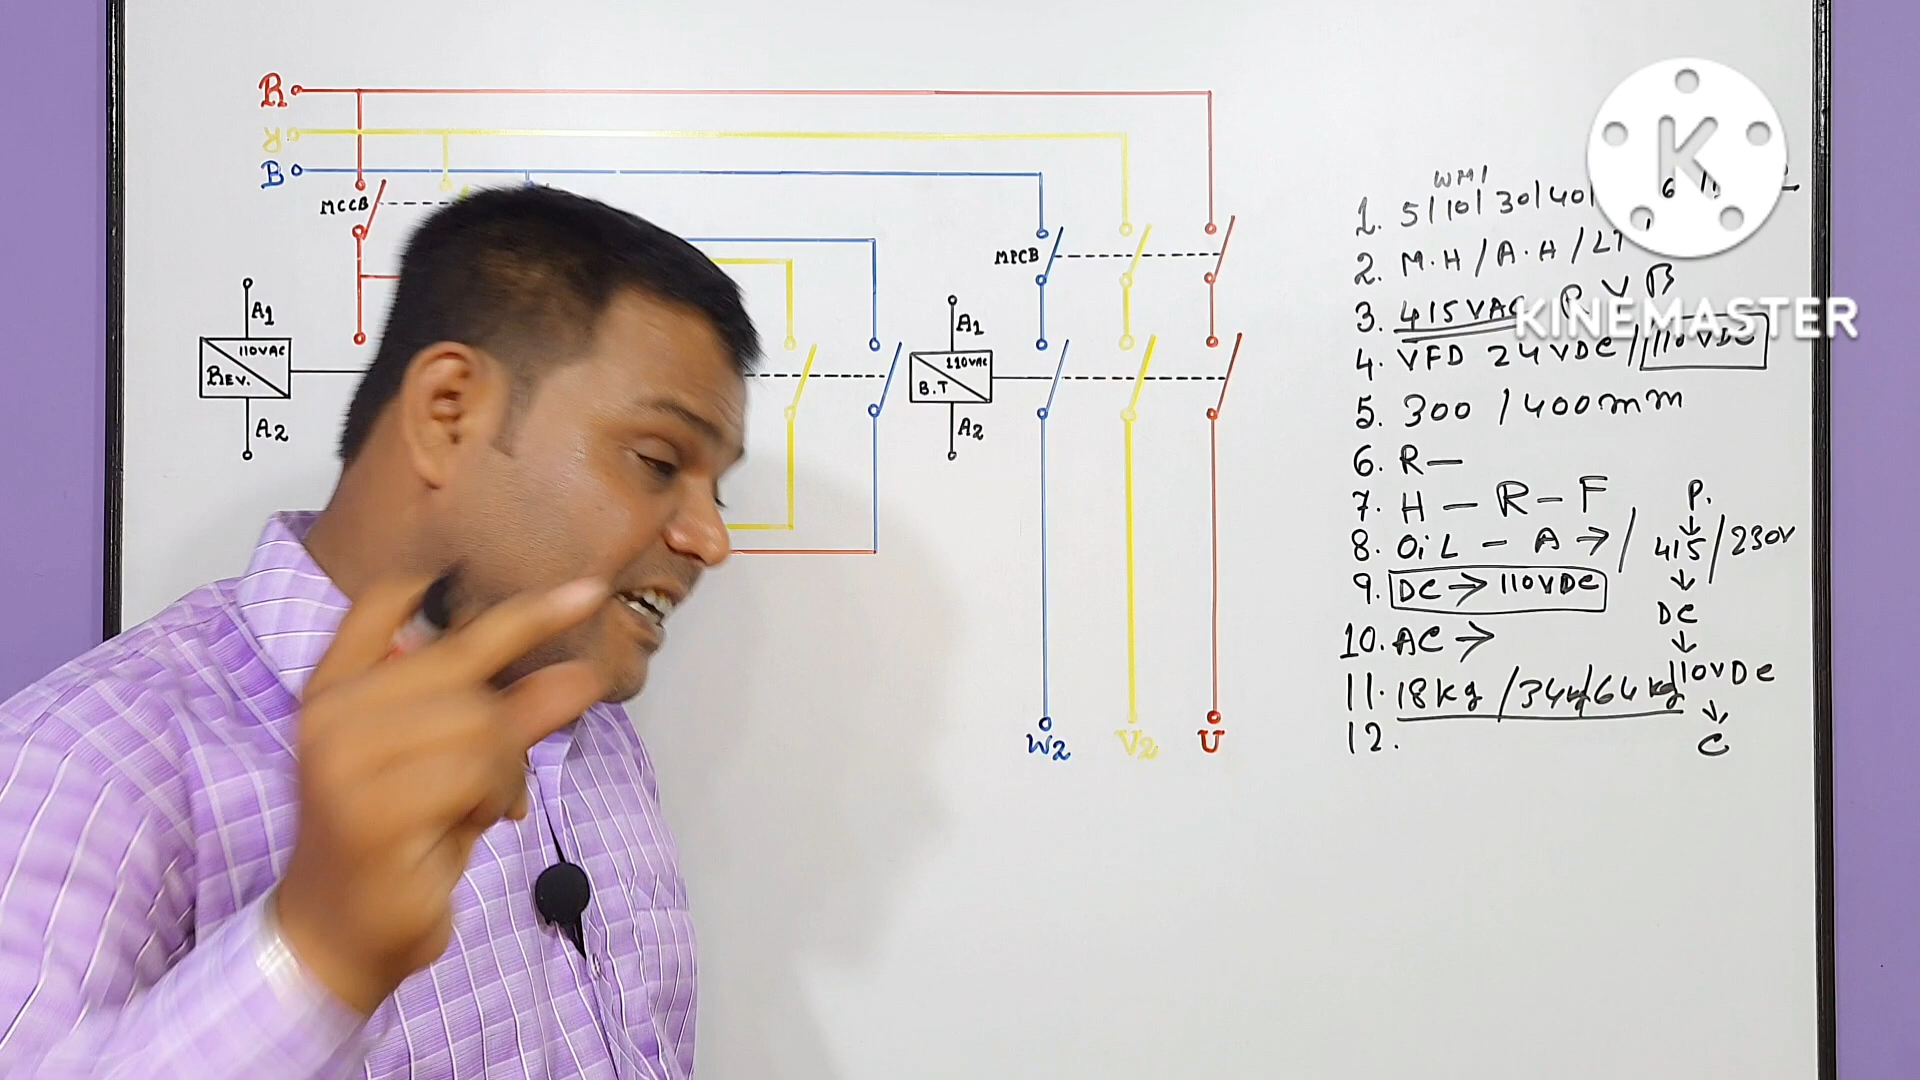 R
Y
B
MCCB
A1
110VAC
REV.
A2
MPCB
A1
110VAC
B.T
A2
W2
V2
U
WM1
1. 5/10/30/40/
2. M.H/A.H/LT
3. 415VAC R Y B
4. VFD 24VDC/110VDC
5. 300/400mm
6. R—
7. H—R—F
8. OiL—A→/
9. DC→110VDC
10. AC→
11. 18kg/34kg/64kg
12.
P.
↓
415/230V
↓
DC
↓
110VDC
↓
C
K
KINEMASTER